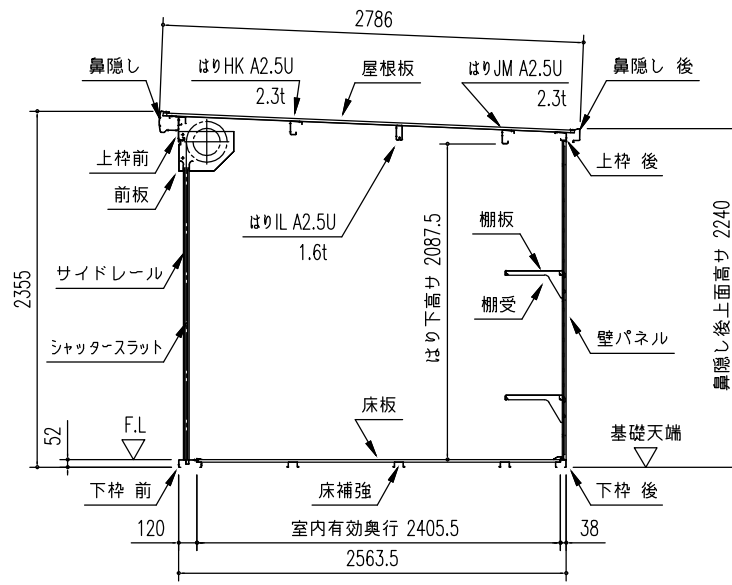 2786
鼻隠し
はりHK A2.5U
2.3t
屋根板
はりJM A2.5U
2.3t
鼻隠し 後
上枠前
前板
上枠 後
はりIL A2.5U
1.6t
はり下高サ 2087.5
棚板
棚受
鼻隠し後上面高サ 2240
2355
サイドレール
シャッタースラット
壁パネル
52
F.L
床板
基礎天端
下枠 前
床補強
下枠 後
120
室内有効奥行 2405.5
38
2563.5